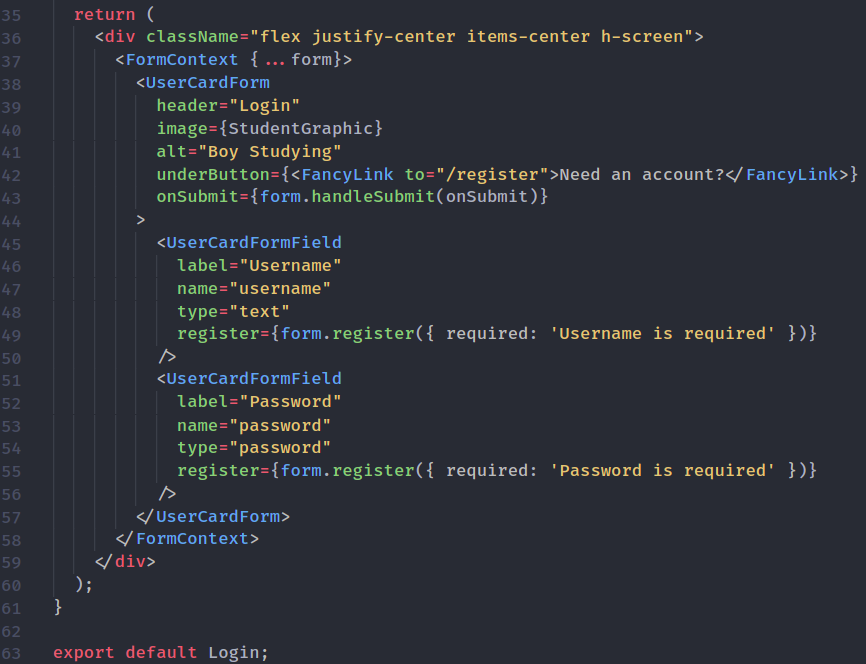 35 return (
36 <div className="flex justify-center items-center h-screen">
37 <FormContext {...form}>
38 <UserCardForm
39 header="Login"
40 image={StudentGraphic}
41 alt="Boy Studying"
42 underButton={<FancyLink to="/register">Need an account?</FancyLink>}
43 onSubmit={form.handleSubmit(onSubmit)}
44 >
45 <UserCardFormField
46 label="Username"
47 name="username"
48 type="text"
49 register={form.register({ required: 'Username is required' })}
50 />
51 <UserCardFormField
52 label="Password"
53 name="password"
54 type="password"
55 register={form.register({ required: 'Password is required' })}
56 />
57 </UserCardForm>
58 </FormContext>
59 </div>
60 );
61 }
62
63 export default Login;